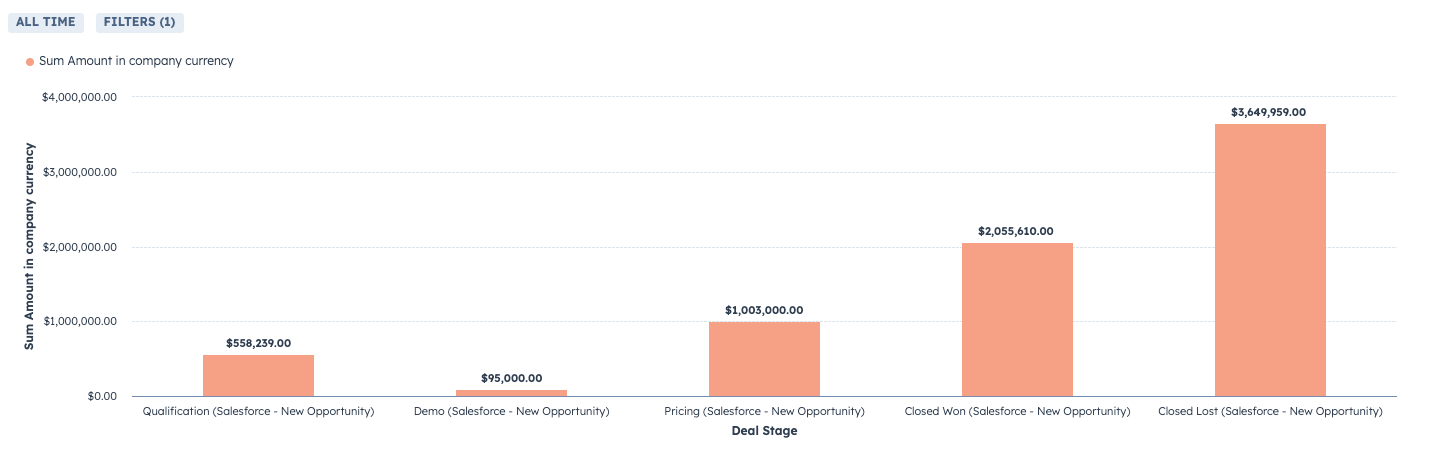 ALL TIME FILTERS (1)
Sum Amount in company currency
Sum Amount in company currency
$4,000,000.00
$3,000,000.00
$2,000,000.00
$1,000,000.00
$0.00
$558,239.00
$95,000.00
$1,003,000.00
$2,055,610.00
$3,649,959.00
Qualification (Salesforce - New Opportunity)
Demo (Salesforce - New Opportunity)
Pricing (Salesforce - New Opportunity)
Closed Won (Salesforce - New Opportunity)
Closed Lost (Salesforce - New Opportunity)
Deal Stage